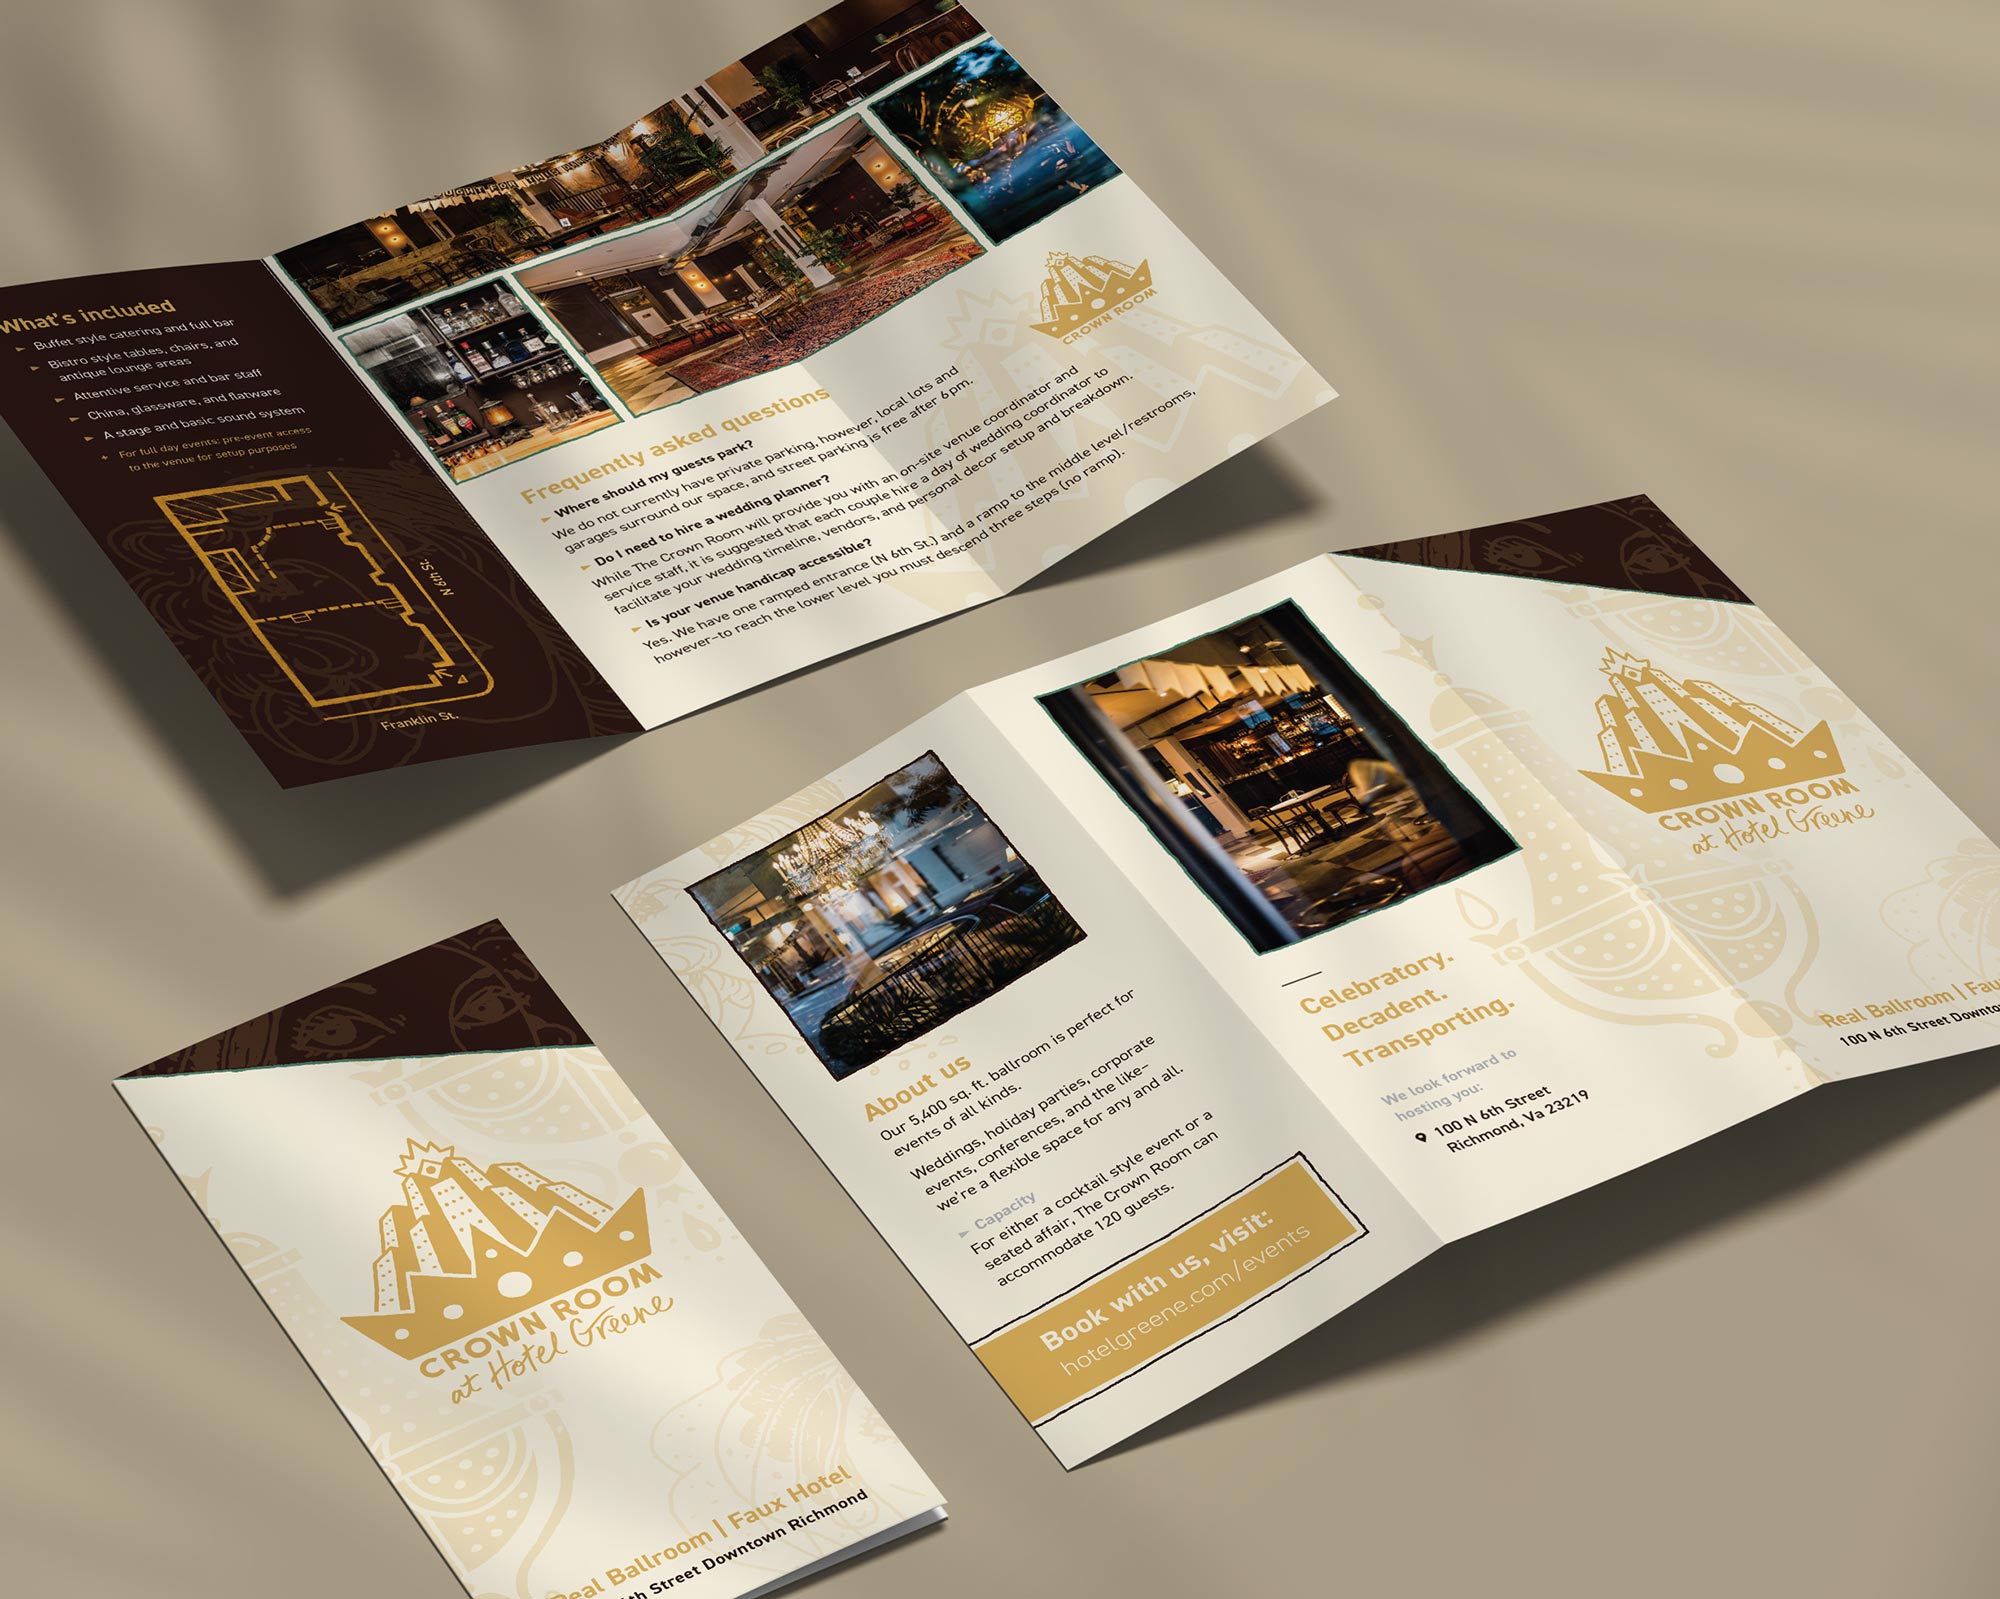 What's included
Buffet style catering and full bar
Bistro style tables, chairs, and
antique lounge areas
Attentive service and bar staff
China, glassware, and flatware
A stage and basic sound system
+ For full day events: pre-event access
to the venue for setup purposes
N 6th St.
Franklin St.
CROWN ROOM
Frequently asked questions
Where should my guests park?
We do not currently have private parking, however, local lots and
garages surround our space, and street parking is free after 6pm.
Do I need to hire a wedding planner?
While The Crown Room will provide you with an on-site venue coordinator and
service staff, it is suggested that each couple hire a day of wedding coordinator to
facilitate your wedding timeline, vendors, and personal decor setup and breakdown.
Is your venue handicap accessible?
Yes. We have one ramped entrance (N 6th St.) and a ramp to the middle level/restrooms,
however–to reach the lower level you must descend three steps (no ramp).
About us
Our 5,400 sq. ft. ballroom is perfect for
events of all kinds.
Weddings, holiday parties, corporate
events, conferences, and the like–
we're a flexible space for any and all.
Capacity
For either a cocktail style event or a
seated affair, The Crown Room can
accommodate 120 guests.
Book with us, visit:
hotelgreene.com/events
Celebratory.
Decadent.
Transporting.
We look forward to
hosting you:
100 N 6th Street
Richmond, Va 23219
CROWN ROOM
at Hotel Greene
Real Ballroom | Fau
100 N 6th Street Downto
CROWN ROOM
at Hotel Greene
Real Ballroom | Faux Hotel
6th Street Downtown Richmond